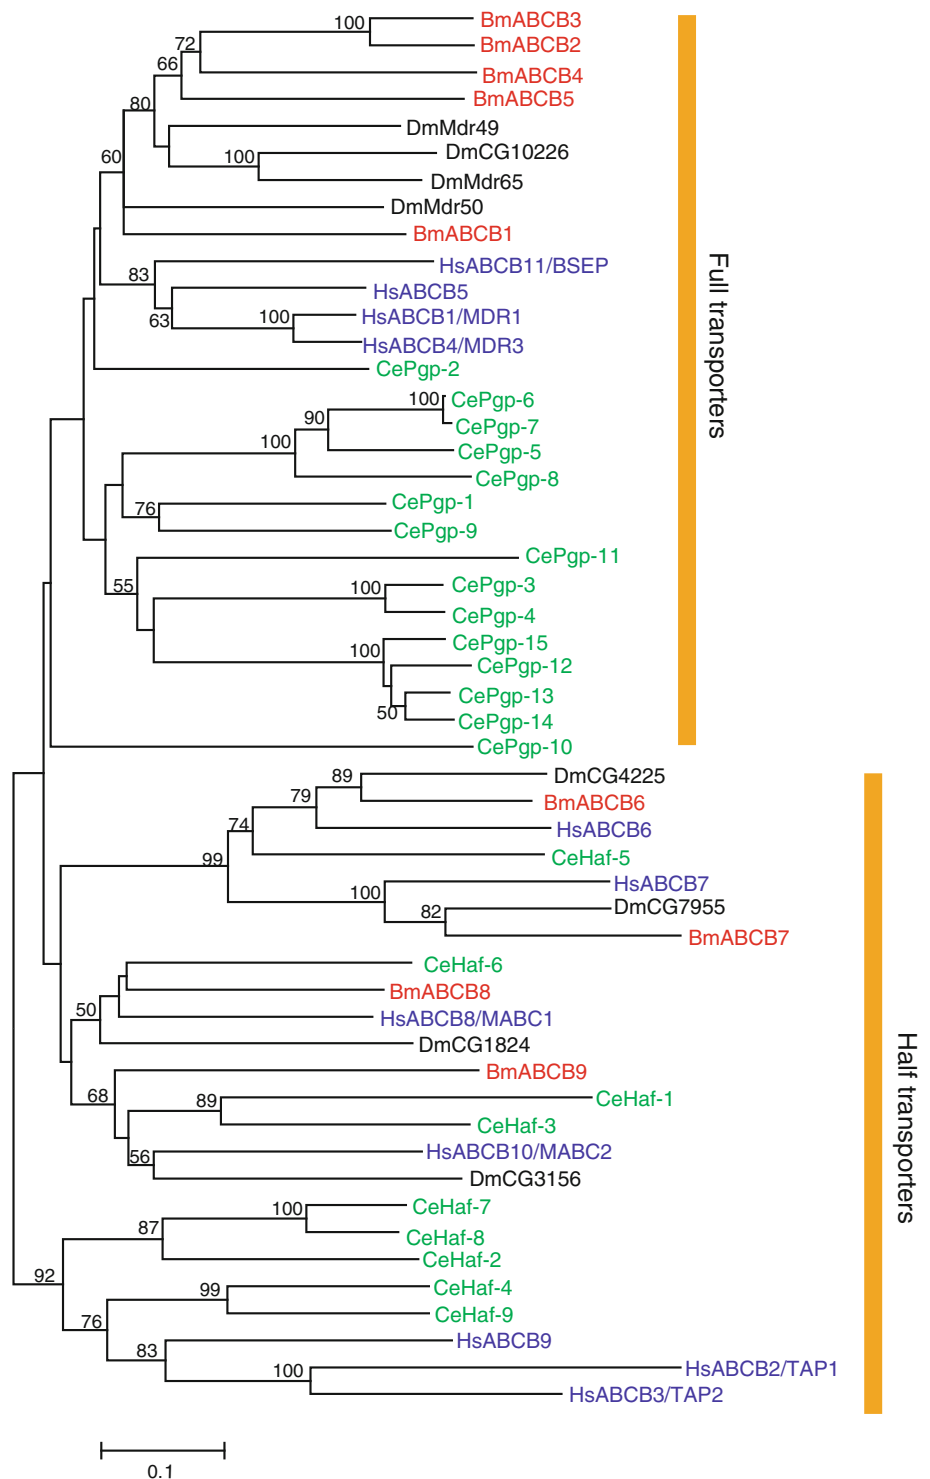 100
BmABCB3
BmABCB2
72
BmABCB4
66
BmABCB5
80
DmMdr49
100
DmCG10226
DmMdr65
60
DmMdr50
BmABCB1
83
HsABCB11/BSEP
HsABCB5
63
100
HsABCB1/MDR1
HsABCB4/MDR3
CePgp-2
100
CePgp-6
CePgp-7
90
CePgp-5
100
CePgp-8
76
CePgp-1
CePgp-9
55
CePgp-11
100
CePgp-3
CePgp-4
100
CePgp-15
CePgp-12
50
CePgp-13
CePgp-14
CePgp-10
Full transporters
89
DmCG4225
79
BmABCB6
HsABCB6
74
CeHaf-5
99
100
HsABCB7
82
DmCG7955
BmABCB7
CeHaf-6
BmABCB8
50
HsABCB8/MABC1
DmCG1824
68
BmABCB9
89
CeHaf-1
CeHaf-3
56
HsABCB10/MABC2
DmCG3156
100
CeHaf-7
CeHaf-8
87
CeHaf-2
92
99
CeHaf-4
CeHaf-9
76
83
HsABCB9
100
HsABCB2/TAP1
HsABCB3/TAP2
Half transporters
0.1